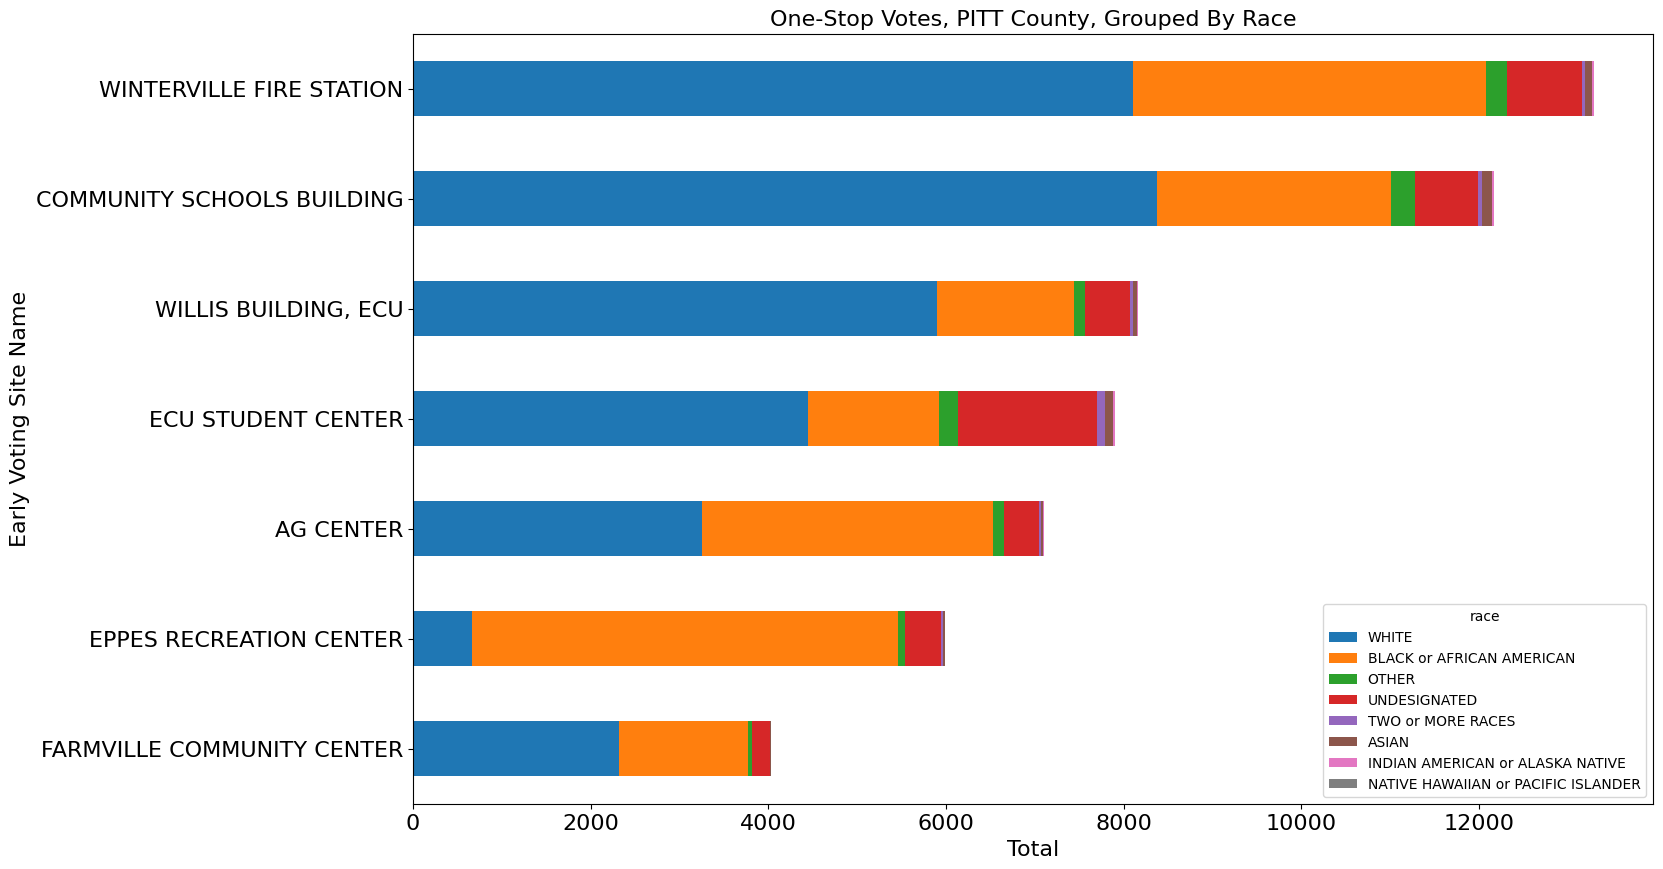 One-Stop Votes, PITT County, Grouped By Race
Early Voting Site Name
WINTERVILLE FIRE STATION
COMMUNITY SCHOOLS BUILDING
WILLIS BUILDING, ECU
ECU STUDENT CENTER
AG CENTER
EPPES RECREATION CENTER
FARMVILLE COMMUNITY CENTER
race
WHITE
BLACK or AFRICAN AMERICAN
OTHER
UNDESIGNATED
TWO or MORE RACES
ASIAN
INDIAN AMERICAN or ALASKA NATIVE
NATIVE HAWAIIAN or PACIFIC ISLANDER
0 2000 4000 6000 8000 10000 12000
Total